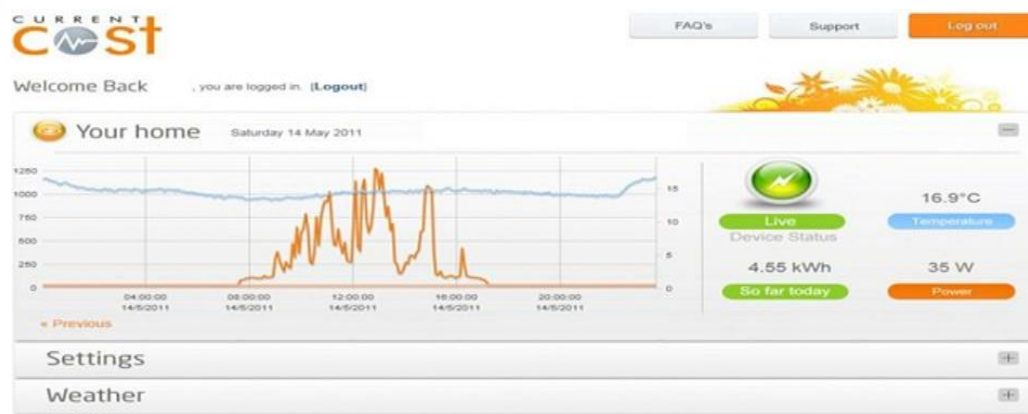 CURRENT
cost
FAQ's
Support
Log out
Welcome Back , you are logged in. [Logout]
Your home Saturday 14 May 2011
1250
1000
750
500
250
0
15
10
5
0
04:00:00
14/5/2011
08:00:00
14/5/2011
12:00:00
14/5/2011
16:00:00
14/5/2011
20:00:00
14/5/2011
« Previous
Live
Device Status
16.9°C
Temperature
4.55 kWh
So far today
35 W
Power
Settings
Weather